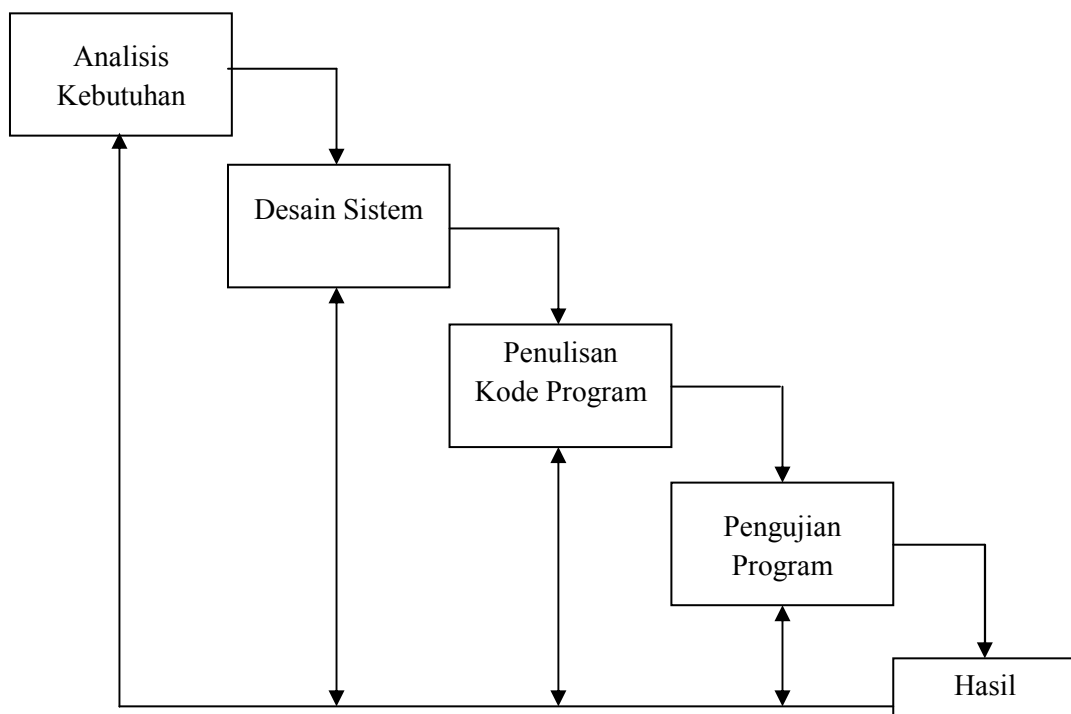 Analisis
Kebutuhan
Desain Sistem
Penulisan
Kode Program
Pengujian
Program
Hasil